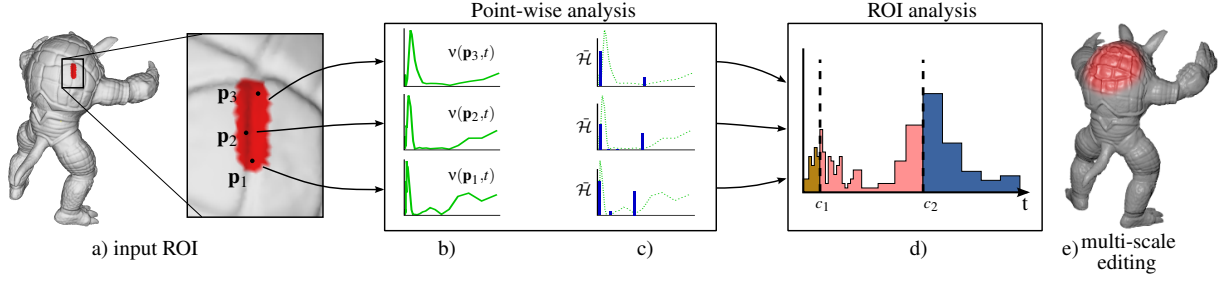 Point-wise analysis
ROI analysis
p3
p2
p1
ν(p3,t)
ν(p2,t)
ν(p1,t)
H̄
H̄
H̄
c1
c2
t
a) input ROI
b)
c)
d)
e) multi-scale
editing